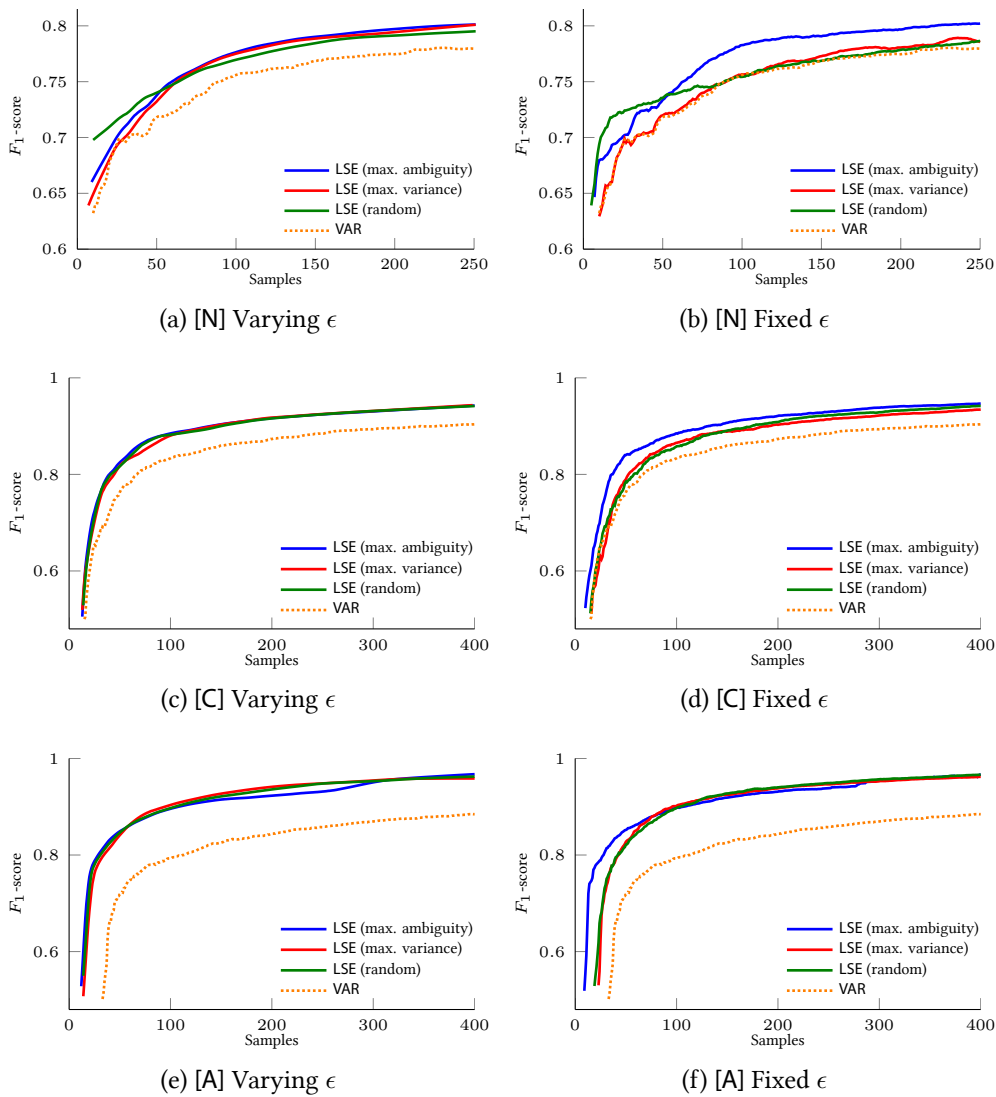 0.8
0.75
0.7
0.65
0.6
F1-score
0 50 100 150 200 250
Samples
LSE (max. ambiguity)
LSE (max. variance)
LSE (random)
VAR
(a) [N] Varying ϵ
0.8
0.75
0.7
0.65
0.6
F1-score
0 50 100 150 200 250
Samples
LSE (max. ambiguity)
LSE (max. variance)
LSE (random)
VAR
(b) [N] Fixed ϵ
1
0.8
0.6
F1-score
0 100 200 300 400
Samples
LSE (max. ambiguity)
LSE (max. variance)
LSE (random)
VAR
(c) [C] Varying ϵ
1
0.8
0.6
F1-score
0 100 200 300 400
Samples
LSE (max. ambiguity)
LSE (max. variance)
LSE (random)
VAR
(d) [C] Fixed ϵ
1
0.8
0.6
F1-score
0 100 200 300 400
Samples
LSE (max. ambiguity)
LSE (max. variance)
LSE (random)
VAR
(e) [A] Varying ϵ
1
0.8
0.6
F1-score
0 100 200 300 400
Samples
LSE (max. ambiguity)
LSE (max. variance)
LSE (random)
VAR
(f) [A] Fixed ϵ